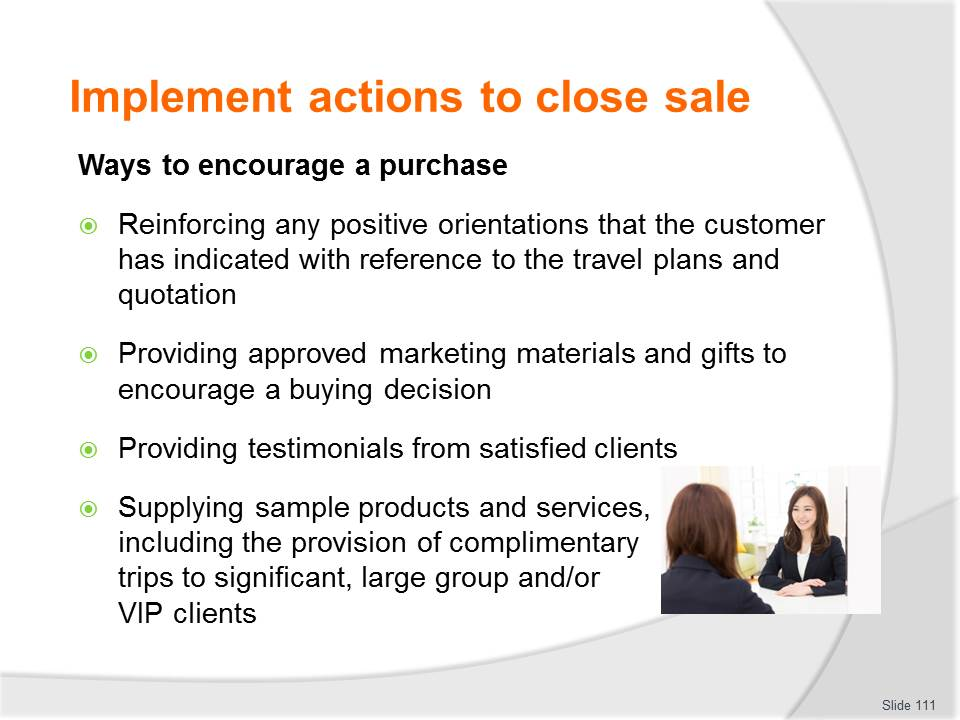 Implement actions to close sale
Ways to encourage a purchase
Reinforcing any positive orientations that the customer
has indicated with reference to the travel plans and
quotation
Providing approved marketing materials and gifts to
encourage a buying decision
Providing testimonials from satisfied clients
Supplying sample products and services,
including the provision of complimentary
trips to significant, large group and/or
VIP clients
Slide 111